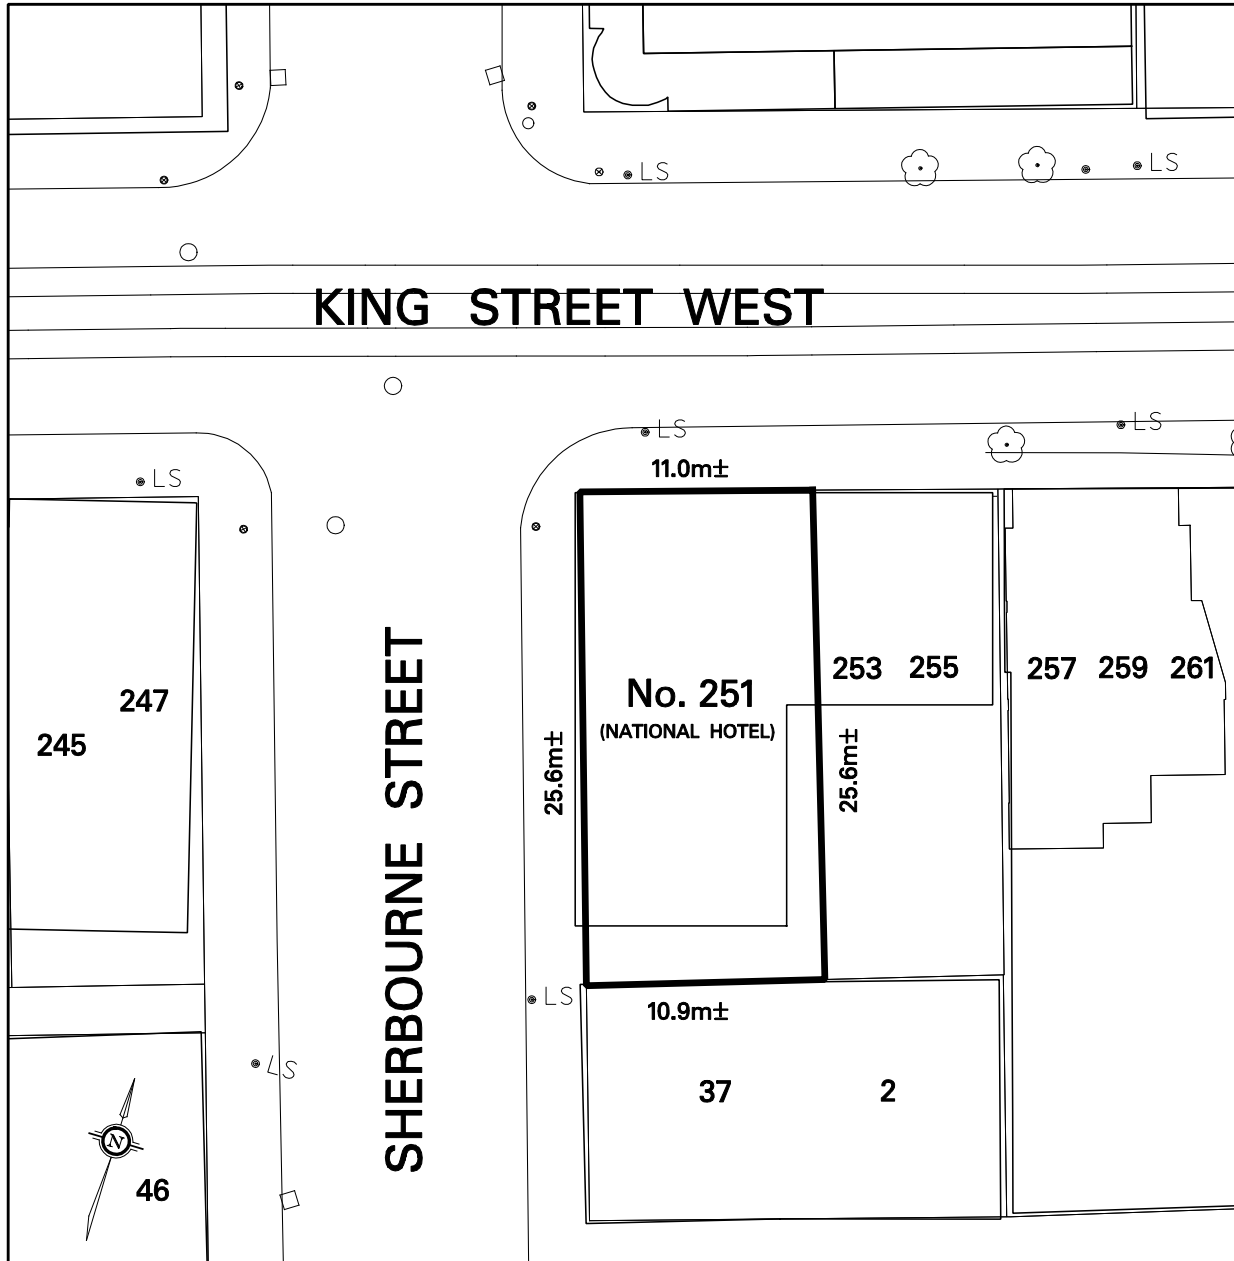 LS
LS
KING STREET WEST
LS
LS
11.0m±
LS
No. 251
(NATIONAL HOTEL)
253
255
257
259
261
247
245
25.6m±
25.6m±
SHERBOURNE STREET
LS
10.9m±
LS
37
2
N
46